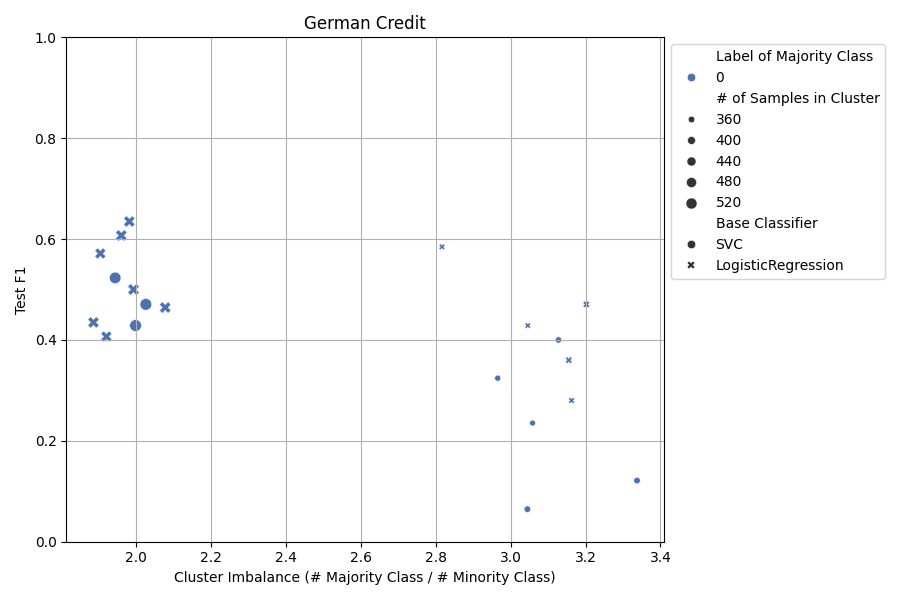 German Credit
1.0
0.8
0.6
0.4
0.2
0.0
Test F1
2.0 2.2 2.4 2.6 2.8 3.0 3.2 3.4
Cluster Imbalance (# Majority Class / # Minority Class)
Label of Majority Class
0
# of Samples in Cluster
360
400
440
480
520
Base Classifier
SVC
LogisticRegression